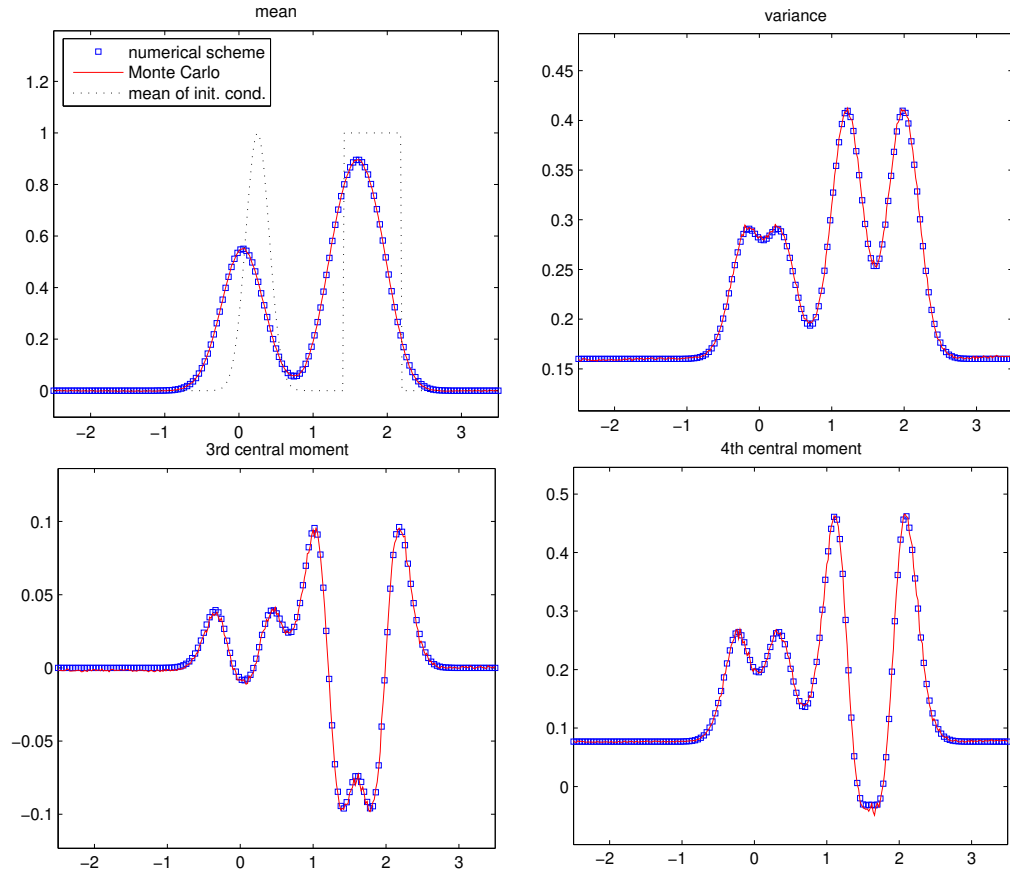 mean
numerical scheme
Monte Carlo
mean of init. cond.
1.2
1
0.8
0.6
0.4
0.2
0
−2 −1 0 1 2 3
variance
0.45
0.4
0.35
0.3
0.25
0.2
0.15
−2 −1 0 1 2 3
3rd central moment
0.1
0.05
0
−0.05
−0.1
−2 −1 0 1 2 3
4th central moment
0.5
0.4
0.3
0.2
0.1
0
−2 −1 0 1 2 3